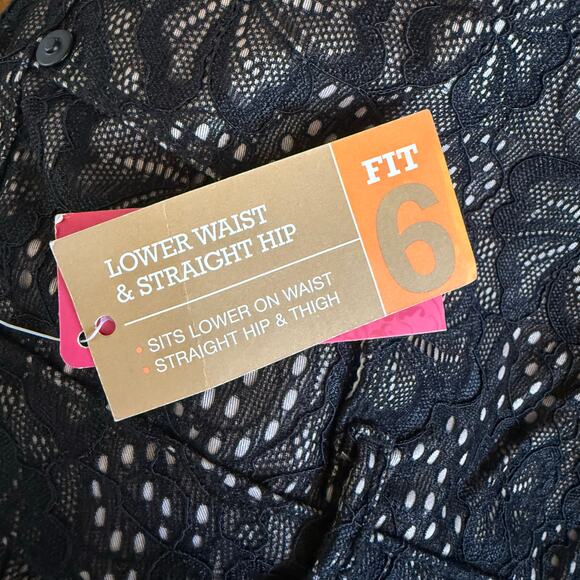 LOWER WAIST
& STRAIGHT HIP
• SITS LOWER ON WAIST
• STRAIGHT HIP & THIGH
FIT
6